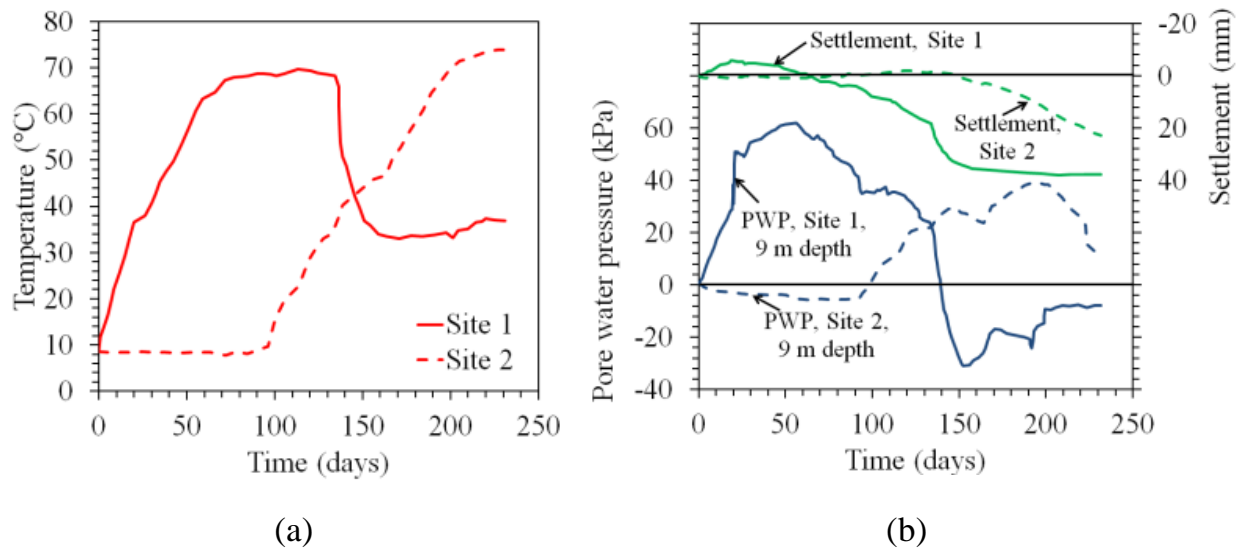 80
70
60
50
40
30
20
10
0
Temperature (°C)
0 50 100 150 200 250
Time (days)
Site 1
Site 2
(a)
60
40
20
0
-20
-40
Pore water pressure (kPa)
-20
0
20
40
Settlement (mm)
Settlement, Site 1
Settlement,
Site 2
PWP, Site 1,
9 m depth
PWP, Site 2,
9 m depth
0 50 100 150 200 250
Time (days)
(b)